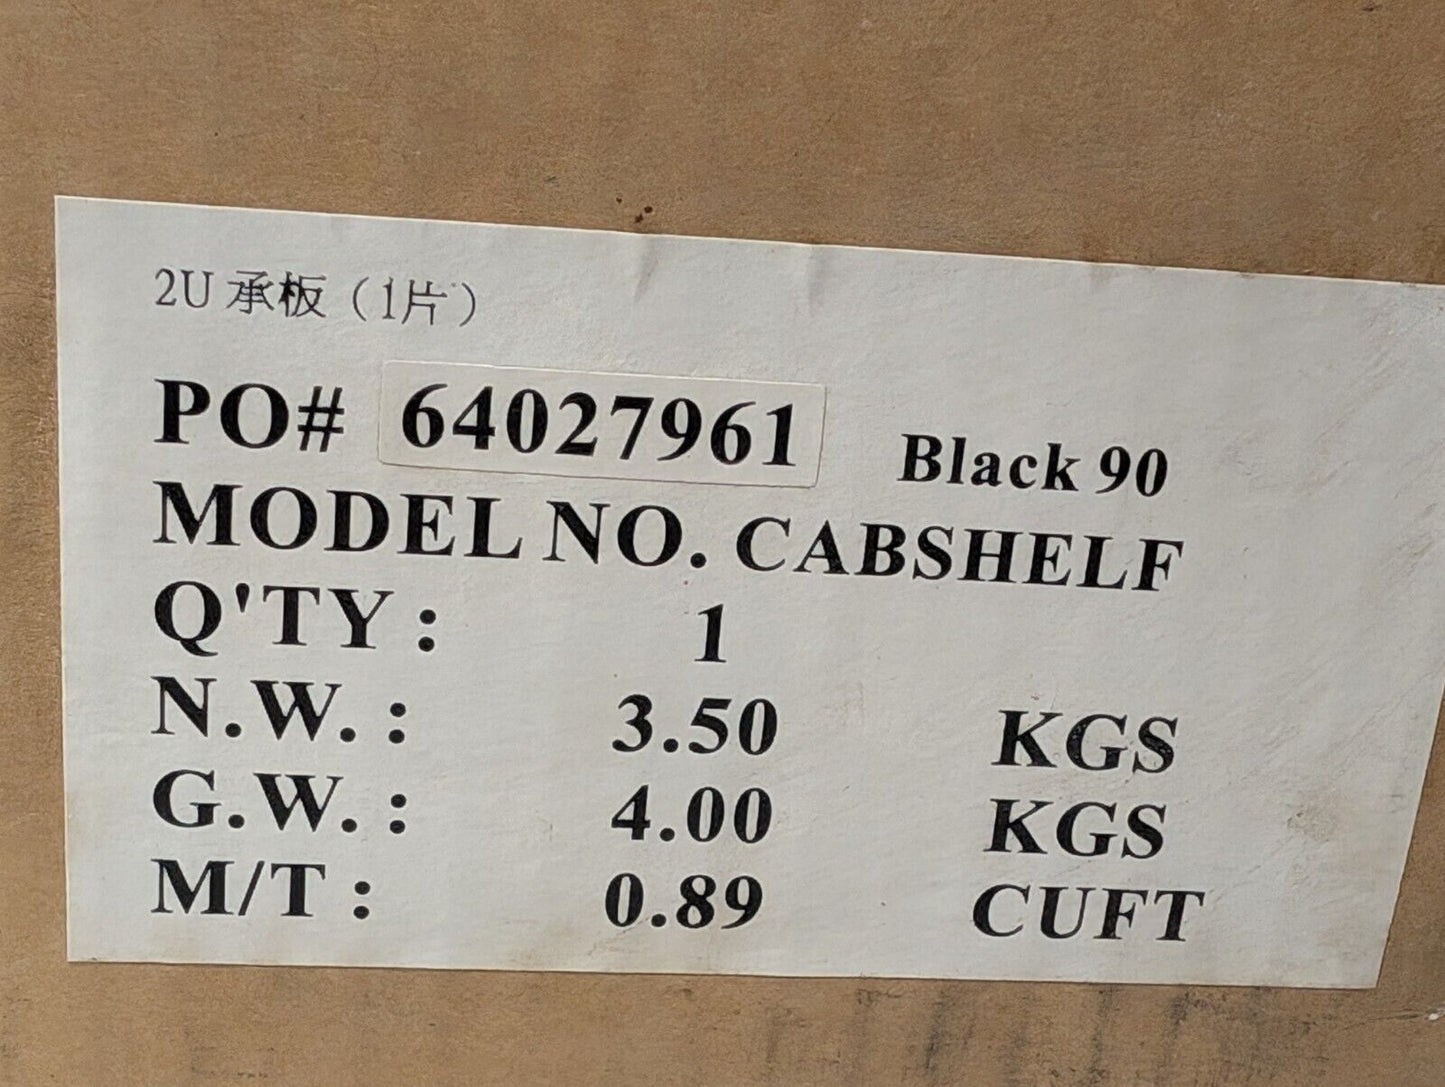 2U 承板（1片）
PO# 64027961 Black 90
MODEL NO. CABSHELF
Q'TY : 1
N.W. : 3.50 KGS
G.W. : 4.00 KGS
M/T : 0.89 CUFT